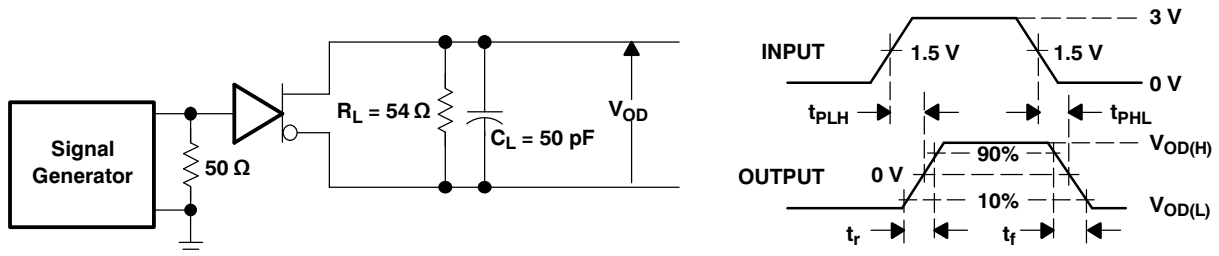 Signal
Generator
50 Ω
R_L = 54 Ω
C_L = 50 pF
V_OD
INPUT
1.5 V
1.5 V
3 V
0 V
t_PLH
t_PHL
OUTPUT
0 V
90%
10%
V_OD(H)
V_OD(L)
t_r
t_f